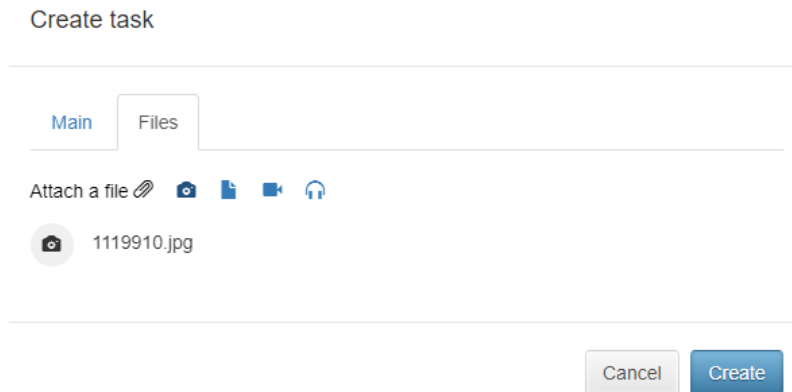 Create task
Main Files
Attach a file
1119910.jpg
Cancel Create